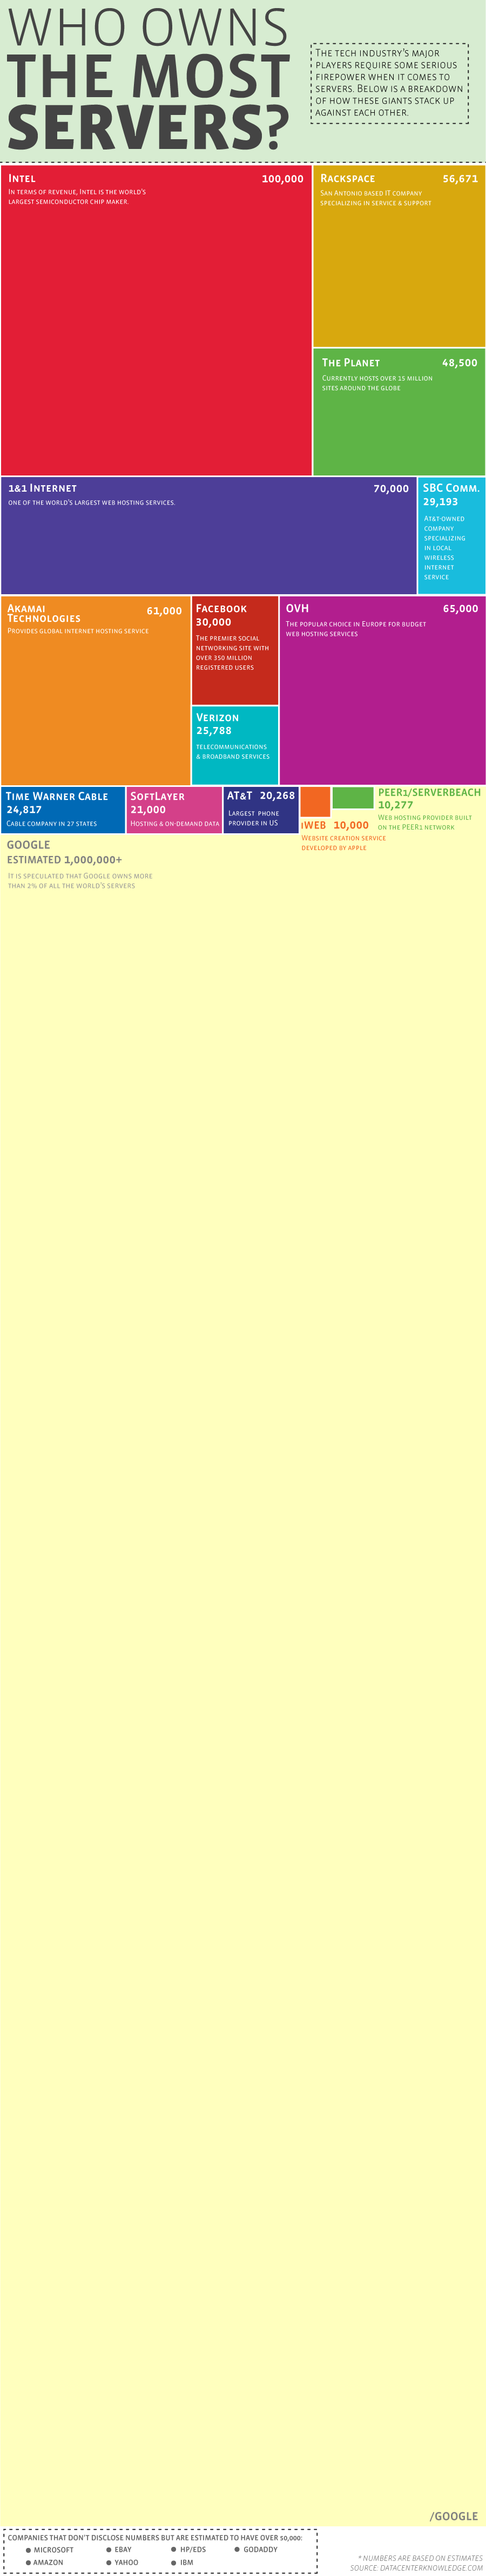 WHO OWNS
THE MOST
SERVERS?
THE TECH INDUSTRY'S MAJOR
PLAYERS REQUIRE SOME SERIOUS
FIREPOWER WHEN IT COMES TO
SERVERS. BELOW IS A BREAKDOWN
OF HOW THESE GIANTS STACK UP
AGAINST EACH OTHER.
INTEL 100,000
IN TERMS OF REVENUE, INTEL IS THE WORLD'S
LARGEST SEMICONDUCTOR CHIP MAKER.
RACKSPACE 56,671
SAN ANTONIO BASED IT COMPANY
SPECIALIZING IN SERVICE & SUPPORT
THE PLANET 48,500
CURRENTLY HOSTS OVER 15 MILLION
SITES AROUND THE GLOBE
1&1 INTERNET 70,000
ONE OF THE WORLD'S LARGEST WEB HOSTING SERVICES.
SBC COMM.
29,193
AT&T-OWNED
COMPANY
SPECIALIZING
IN LOCAL
WIRELESS
INTERNET
SERVICE
AKAMAI
TECHNOLOGIES 61,000
PROVIDES GLOBAL INTERNET HOSTING SERVICE
FACEBOOK
30,000
THE PREMIER SOCIAL
NETWORKING SITE WITH
OVER 350 MILLION
REGISTERED USERS
VERIZON
25,788
TELECOMMUNICATIONS
& BROADBAND SERVICES
OVH 65,000
THE POPULAR CHOICE IN EUROPE FOR BUDGET
WEB HOSTING SERVICES
TIME WARNER CABLE
24,817
CABLE COMPANY IN 27 STATES
SOFTLAYER
21,000
HOSTING & ON-DEMAND DATA
AT&T 20,268
LARGEST PHONE
PROVIDER IN US
IWEB 10,000
WEBSITE CREATION SERVICE
DEVELOPED BY APPLE
PEER1/SERVERBEACH
10,277
WEB HOSTING PROVIDER BUILT
ON THE PEER1 NETWORK
GOOGLE
ESTIMATED 1,000,000+
IT IS SPECULATED THAT GOOGLE OWNS MORE
THAN 2% OF ALL THE WORLD'S SERVERS
/GOOGLE
COMPANIES THAT DON'T DISCLOSE NUMBERS BUT ARE ESTIMATED TO HAVE OVER 50,000:
● MICROSOFT ● EBAY ● HP/EDS ● GODADDY
● AMAZON ● YAHOO ● IBM
* NUMBERS ARE BASED ON ESTIMATES
SOURCE: DATACENTERKNOWLEDGE.COM